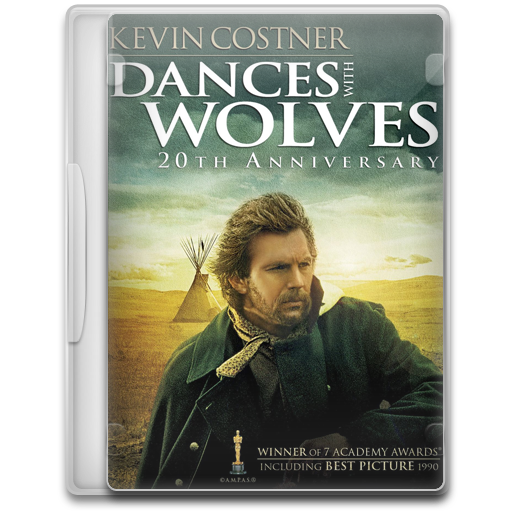 KEVIN COSTNER
DANCES WITH
WOLVES
20TH ANNIVERSARY
WINNER OF 7 ACADEMY AWARDS®
INCLUDING BEST PICTURE 1990
©A.M.P.A.S.®